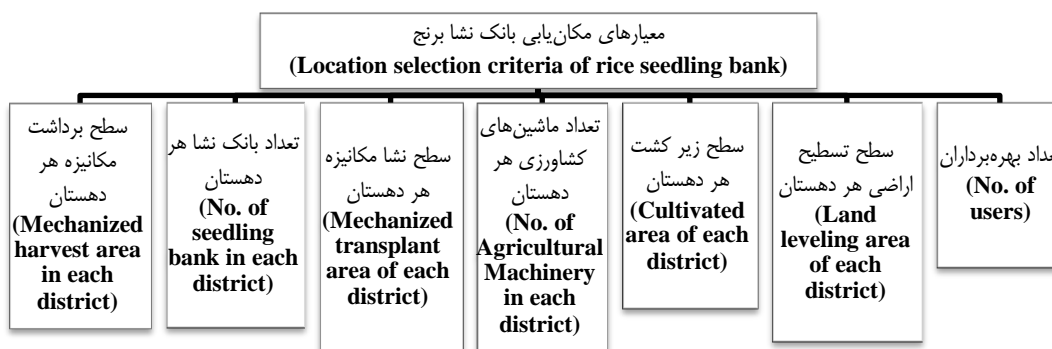 معیارهای مکان‌یابی بانک نشا برنج
(Location selection criteria of rice seedling bank)
سطح برداشت
مکانیزه هر
دهستان
(Mechanized
harvest area
in each
district)
تعداد بانک نشا هر
دهستان
(No. of
seedling
bank in each
district)
سطح نشا مکانیزه
هر دهستان
(Mechanized
transplant
area of each
district)
تعداد ماشین‌های
کشاورزی هر
دهستان
(No. of
Agricultural
Machinery
in each
district)
سطح زیر کشت
هر دهستان
(Cultivated
area of each
district)
سطح تسطیح
اراضی هر دهستان
(Land
leveling area
of each
district)
عداد بهره‌برداران
(No. of
users)